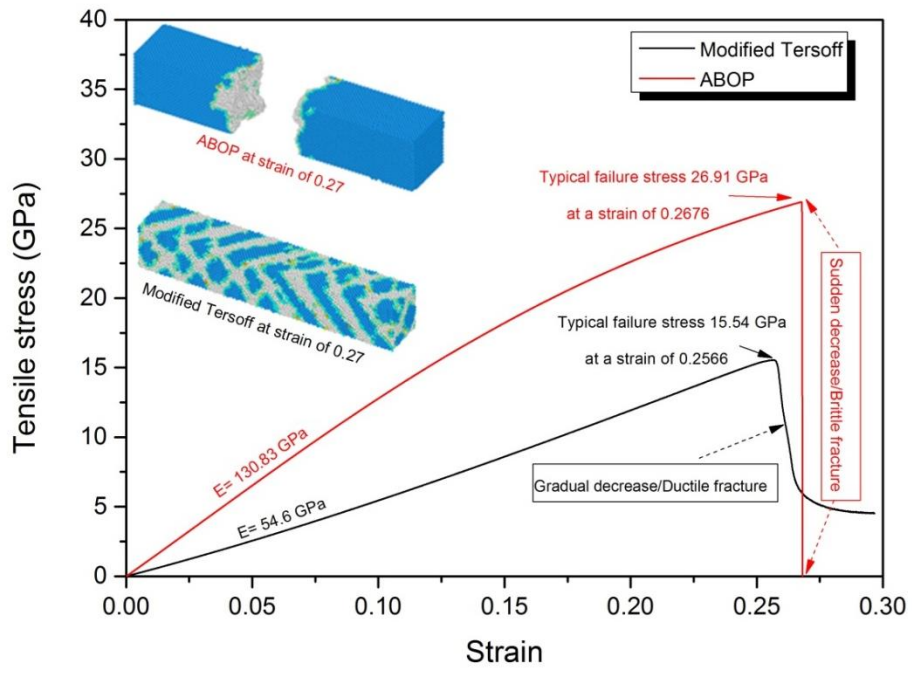 40
35
30
25
20
15
10
5
0
Tensile stress (GPa)
0.00
0.05
0.10
0.15
0.20
0.25
0.30
Strain
Modified Tersoff
ABOP
ABOP at strain of 0.27
Modified Tersoff at strain of 0.27
Typical failure stress 26.91 GPa
at a strain of 0.2676
Typical failure stress 15.54 GPa
at a strain of 0.2566
Sudden decrease/Brittle fracture
Gradual decrease/Ductile fracture
E= 130.83 GPa
E= 54.6 GPa